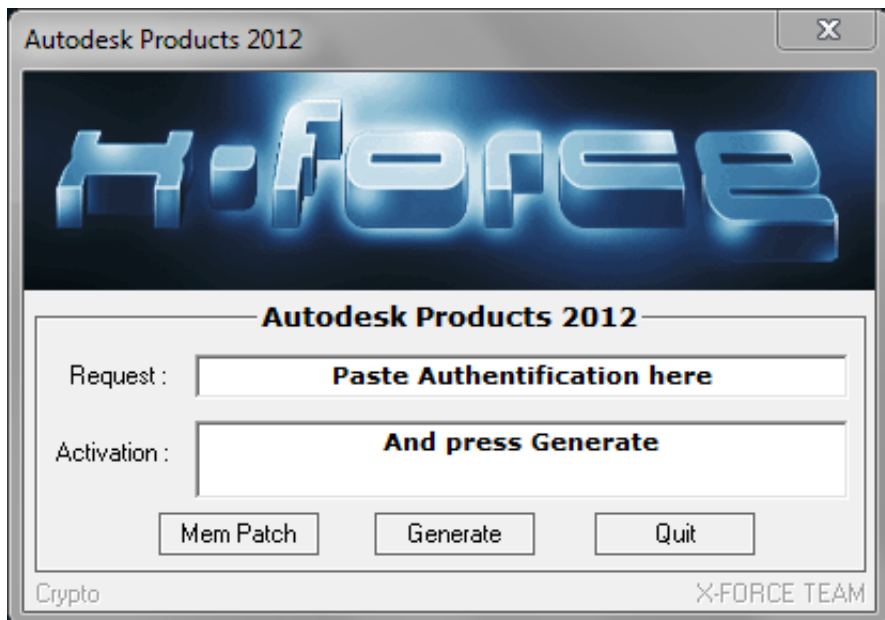 Autodesk Products 2012
X-force
Autodesk Products 2012
Request :
Paste Authentification here
Activation :
And press Generate
Mem Patch
Generate
Quit
Crypto
X-FORCE TEAM